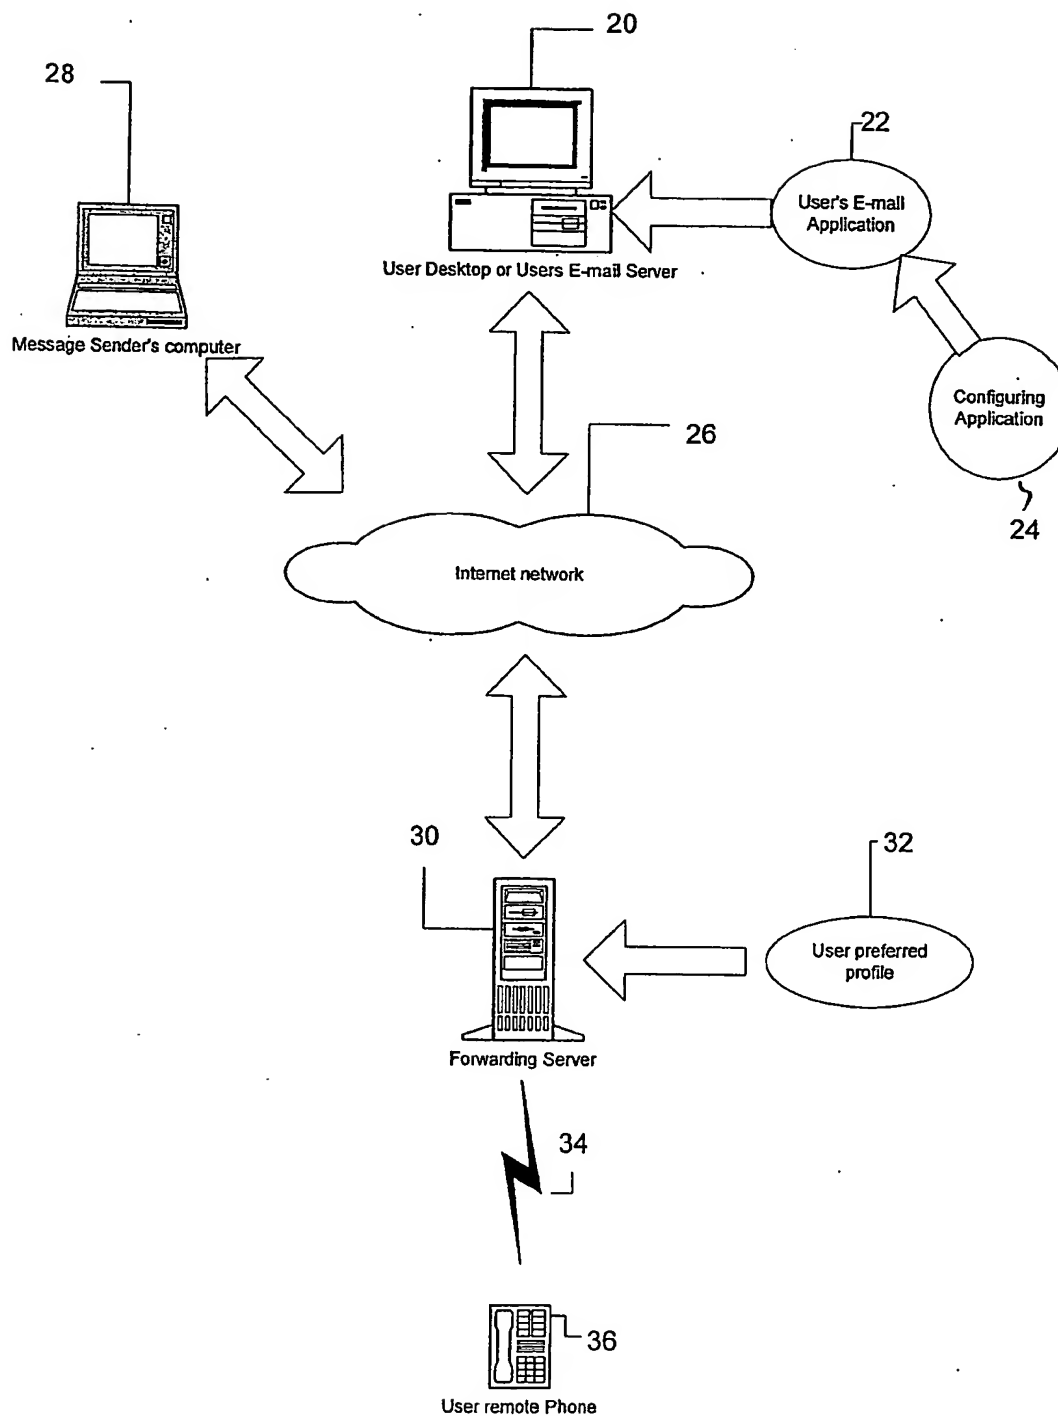 20
28
22
User's E-mail
Application
User Desktop or Users E-mail Server
Message Sender's computer
Configuring
Application
26
24
Internet network
30
32
User preferred
profile
Forwarding Server
34
36
User remote Phone